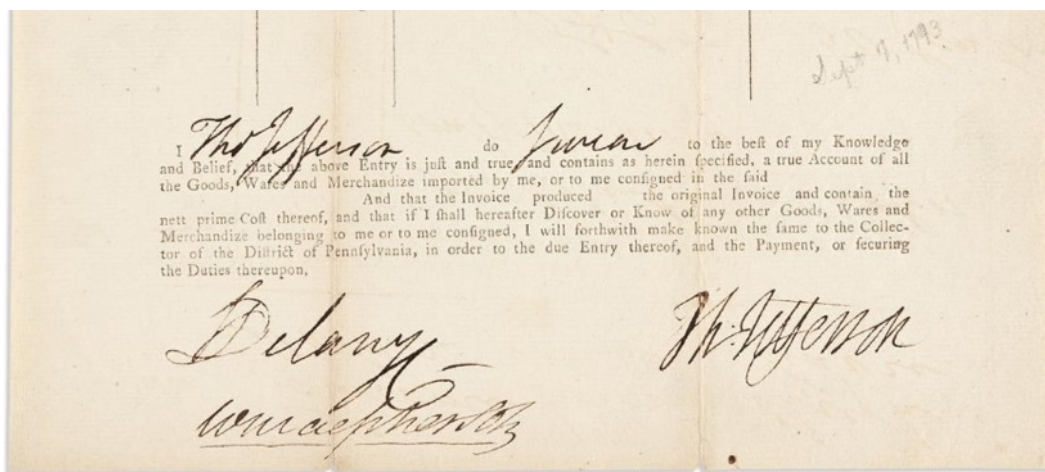 Sept 7, 1793
I Tho Jefferson do swear to the beſt of my Knowledge
and Belief, that the above Entry is juſt and true, and contains as herein ſpecified, a true Account of all
the Goods, Wares and Merchandize imported by me, or to me conſigned in the ſaid
And that the Invoice produced the original Invoice and contain the
nett prime Coſt thereof, and that if I ſhall hereafter Diſcover or Know of any other Goods, Wares and
Merchandize belonging to me or to me conſigned, I will forthwith make known the ſame to the Collec-
tor of the Diſtrict of Pennſylvania, in order to the due Entry thereof, and the Payment, or ſecuring
the Duties thereupon.
Th. Jefferson
Delany
Wm Macpherson